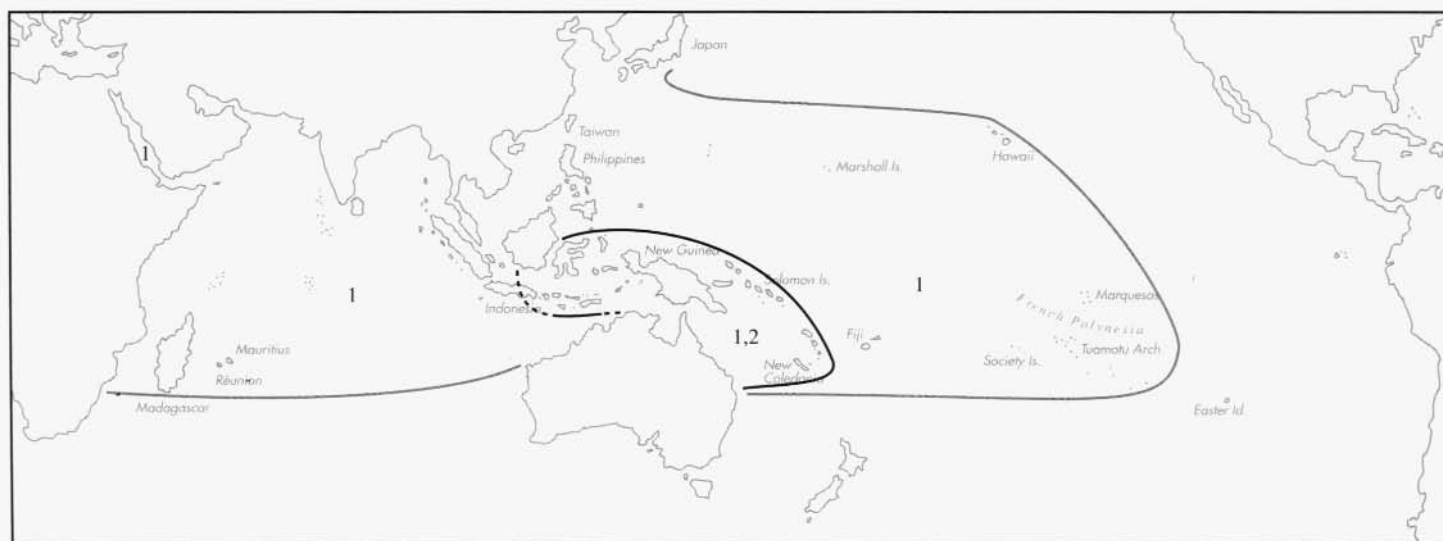 Japan
Taiwan
Philippines
Hawaii
Marshall Is.
1
New Guinea
Solomon Is.
1
1
Indonesia
Marquesas
French Polynesia
1,2
Fiji
Tuamotu Arch.
Society Is.
Mauritius
Réunion
New
Caledonia
Madagascar
Easter Id.